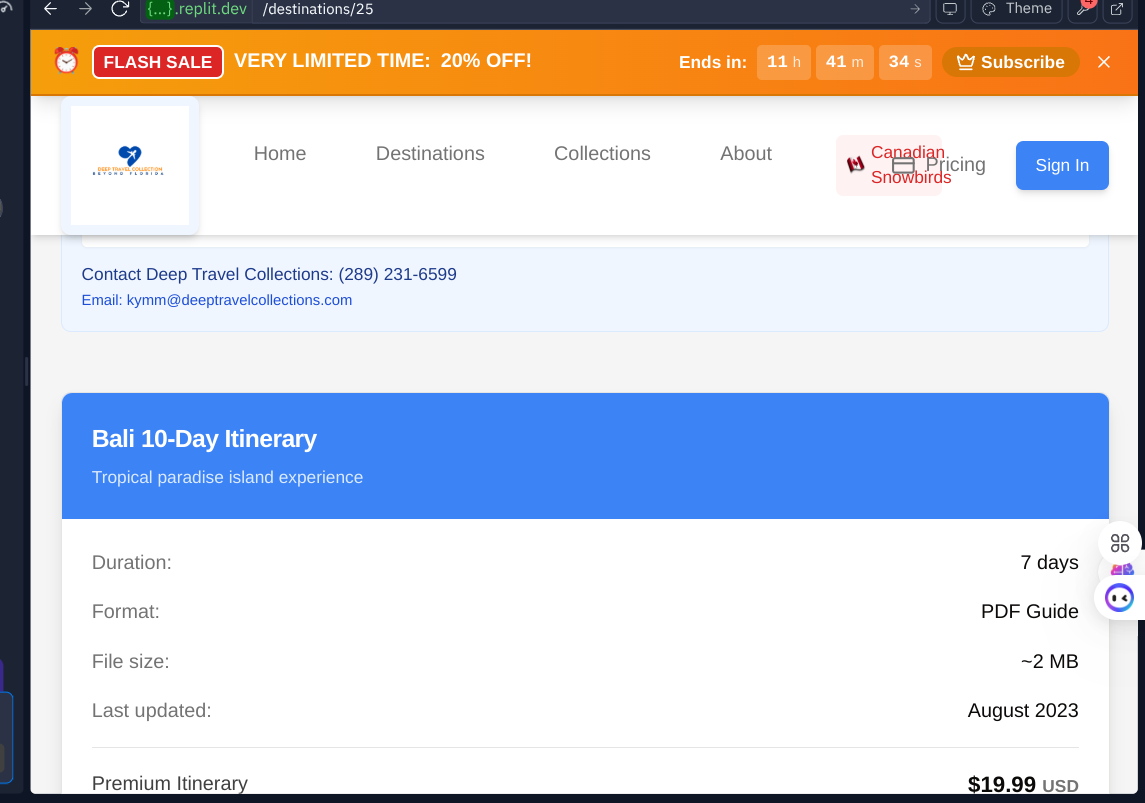 {...}.replit.dev /destinations/25
Theme
4
FLASH SALE VERY LIMITED TIME: 20% OFF!
Ends in: 11 h 41 m 34 s Subscribe
DEEP TRAVEL COLLECTION
BEYOND FLORIDA
Home Destinations Collections About
Canadian
Snowbirds
Pricing
Sign In
Contact Deep Travel Collections: (289) 231-6599
Email: kymm@deeptravelcollections.com
Bali 10-Day Itinerary
Tropical paradise island experience
Duration: 7 days
Format: PDF Guide
File size: ~2 MB
Last updated: August 2023
Premium Itinerary $19.99 USD